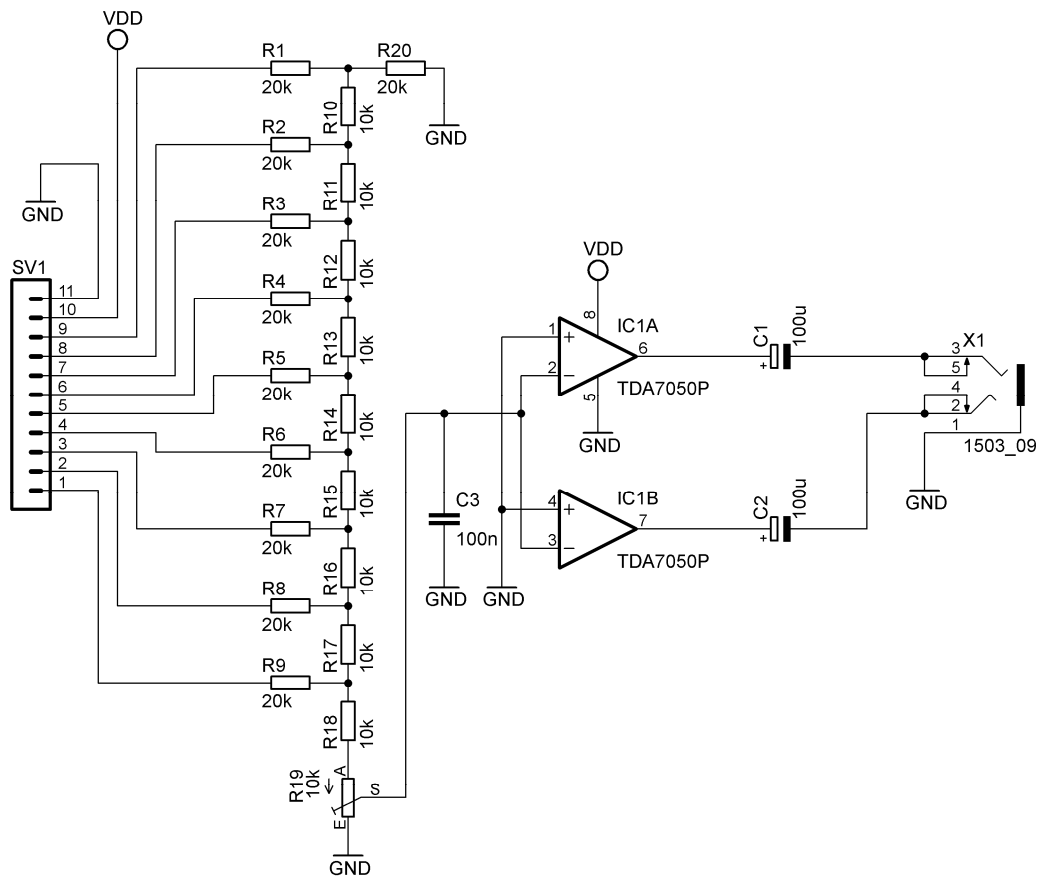 VDD
R1
20k
R20
20k
R10
10k
GND
R2
20k
R11
10k
GND
R3
20k
R12
10k
SV1
11
10
9
8
7
6
5
4
3
2
1
R4
20k
R13
10k
R5
20k
R14
10k
R6
20k
R15
10k
R7
20k
R16
10k
R8
20k
R17
10k
R9
20k
R18
10k
R19
10k
A
S
E
GND
C3
100n
GND
GND
VDD
8
1
+
2
−
5
6
IC1A
TDA7050P
GND
4
+
3
−
7
IC1B
TDA7050P
C1
+
100u
C2
+
100u
X1
3
5
4
2
1
1503_09
GND